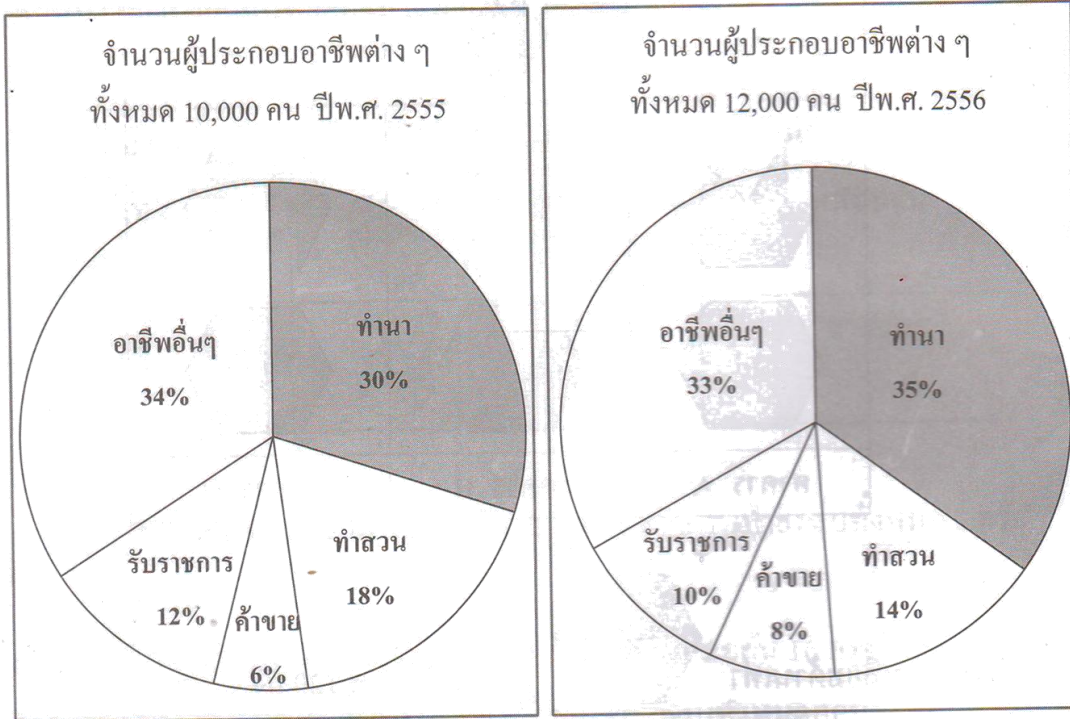 จำนวนผู้ประกอบอาชีพต่าง ๆ
ทั้งหมด 10,000 คน ปีพ.ศ. 2555
อาชีพอื่นๆ
34%
ทำนา
30%
รับราชการ
12%
ค้าขาย
6%
ทำสวน
18%
จำนวนผู้ประกอบอาชีพต่าง ๆ
ทั้งหมด 12,000 คน ปีพ.ศ. 2556
อาชีพอื่นๆ
33%
ทำนา
35%
รับราชการ
10%
ค้าขาย
8%
ทำสวน
14%